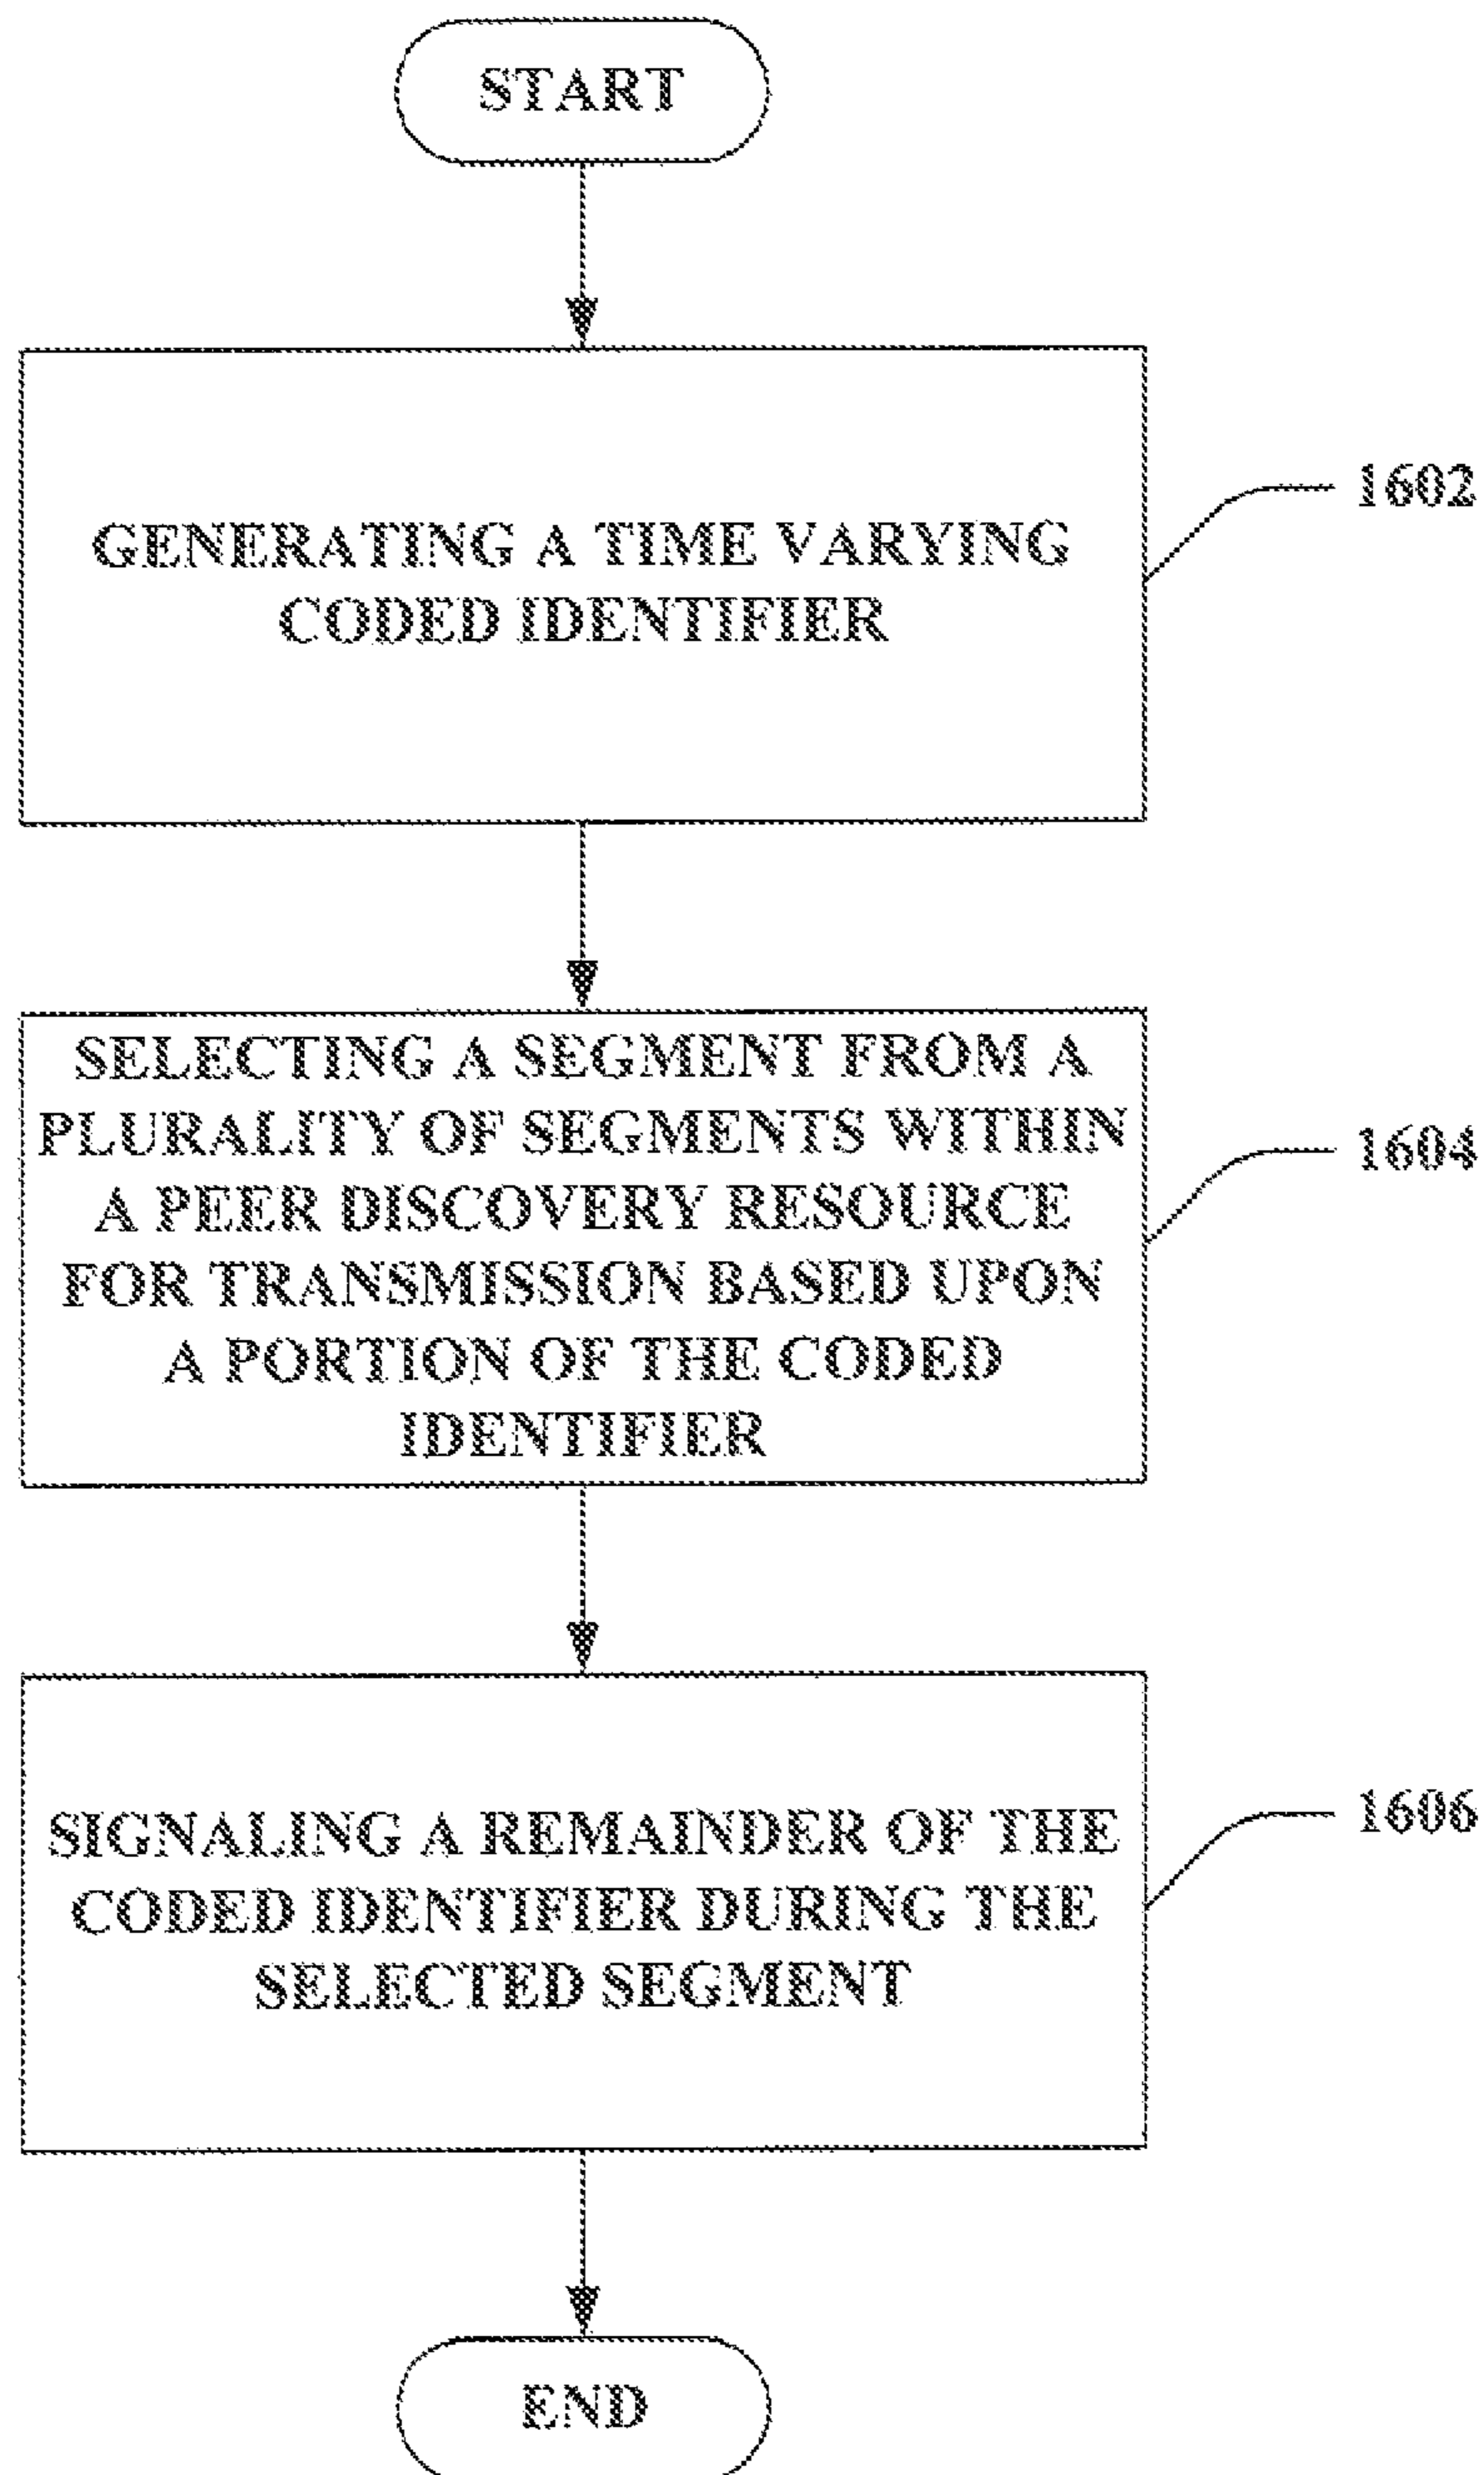 START
GENERATING A TIME VARYING
CODED IDENTIFIER
1602
SELECTING A SEGMENT FROM A
PLURALITY OF SEGMENTS WITHIN
A PEER DISCOVERY RESOURCE
FOR TRANSMISSION BASED UPON
A PORTION OF THE CODED
IDENTIFIER
1604
SIGNALING A REMAINDER OF THE
CODED IDENTIFIER DURING THE
SELECTED SEGMENT
1606
END